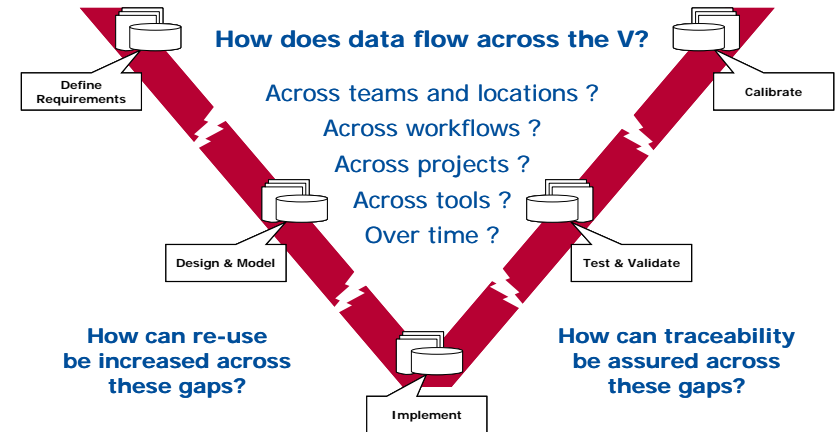 How does data flow across the V?
Define
Requirements
Calibrate
Across teams and locations ?
Across workflows ?
Across projects ?
Across tools ?
Over time ?
Design & Model
Test & Validate
How can re-use
be increased across
these gaps?
How can traceability
be assured across
these gaps?
Implement